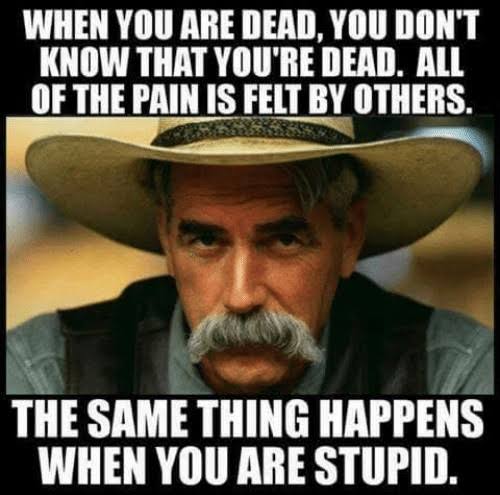 WHEN YOU ARE DEAD, YOU DON'T
KNOW THAT YOU'RE DEAD. ALL
OF THE PAIN IS FELT BY OTHERS.
THE SAME THING HAPPENS
WHEN YOU ARE STUPID.